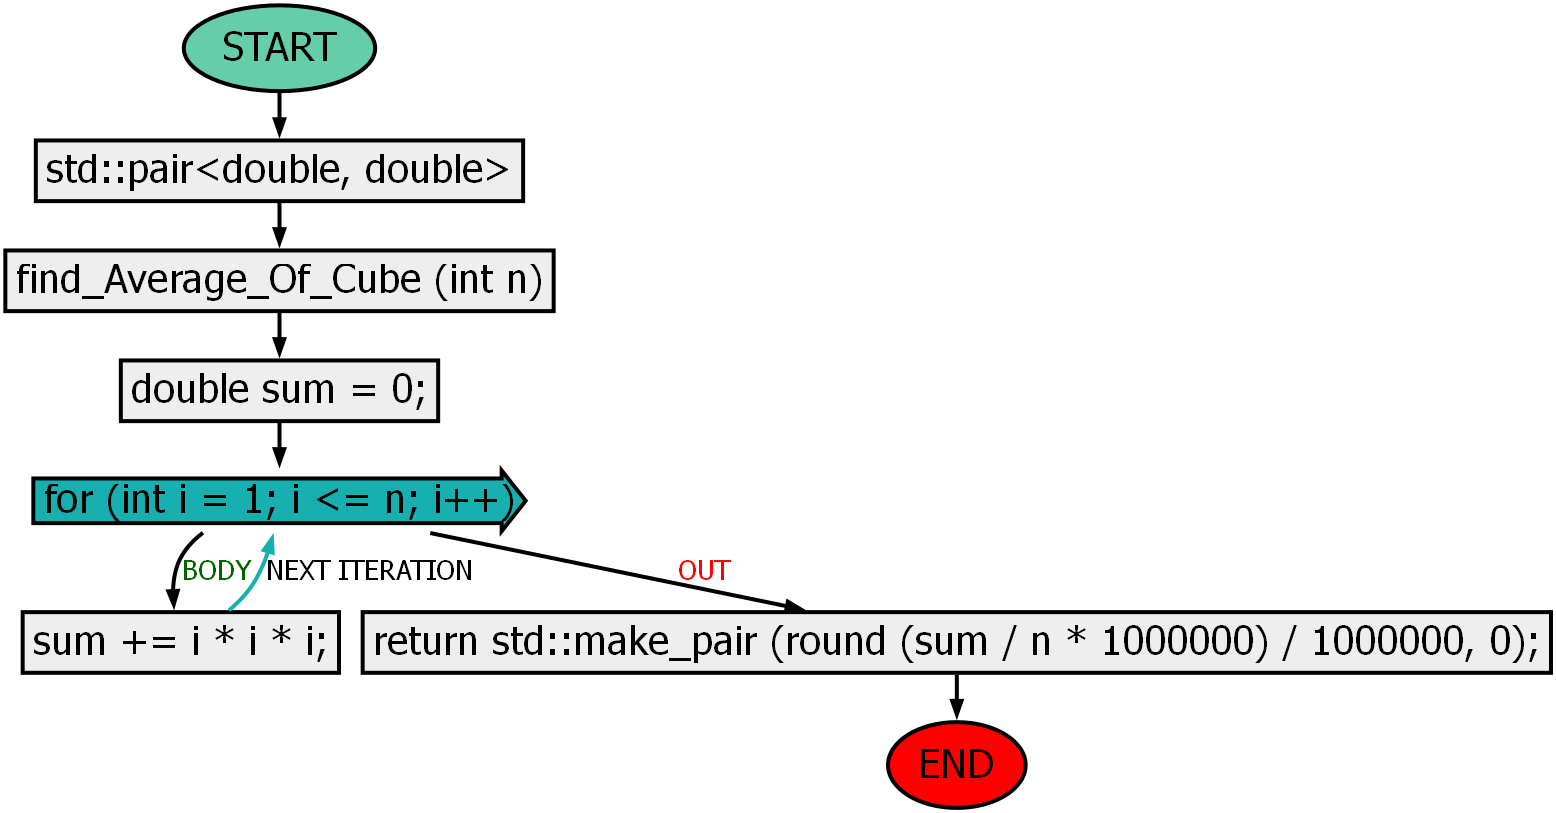 START
std::pair<double, double>
find_Average_Of_Cube (int n)
double sum = 0;
for (int i = 1; i <= n; i++)
BODY
NEXT ITERATION
OUT
sum += i * i * i;
return std::make_pair (round (sum / n * 1000000) / 1000000, 0);
END